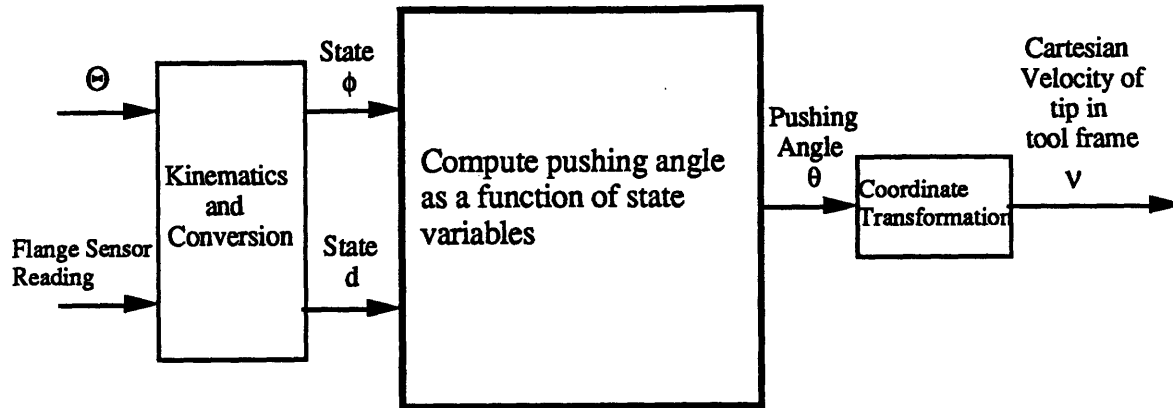 Θ
Flange Sensor
Reading
Kinematics
and
Conversion
State
ϕ
State
d
Compute pushing angle
as a function of state
variables
Pushing
Angle
θ
Coordinate
Transformation
Cartesian
Velocity of
tip in
tool frame
ν